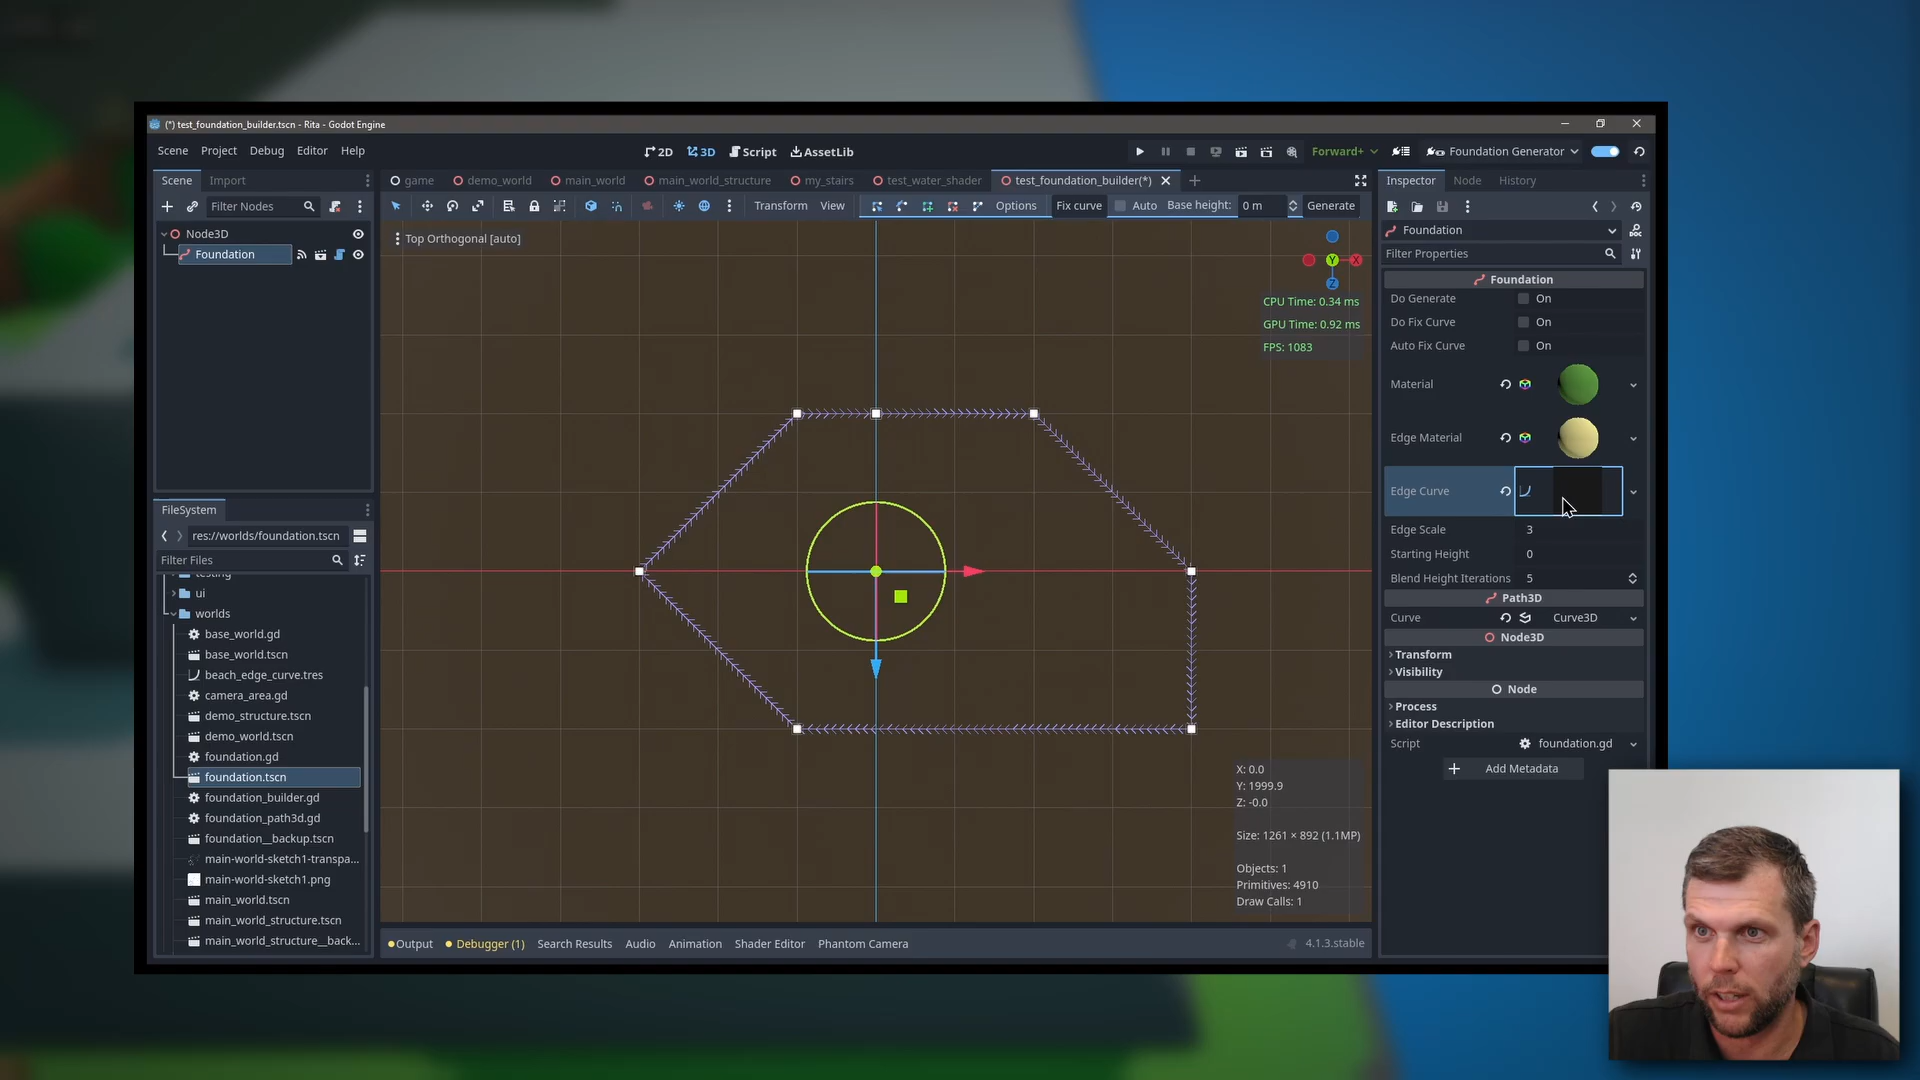 (*) test_foundation_builder.tscn - Rita - Godot Engine
Scene Project Debug Editor Help
2D 3D Script AssetLib
Forward+ Foundation Generator
Scene Import
Filter Nodes
Node3D
Foundation
game demo_world main_world main_world_structure my_stairs test_water_shader test_foundation_builder(*)
Transform View Options Fix curve Auto Base height: 0 m Generate
Top Orthogonal [auto]
Y X Z
CPU Time: 0.34 ms
GPU Time: 0.92 ms
FPS: 1083
X: 0.0
Y: 1999.9
Z: -0.0
Size: 1261 × 892 (1.1MP)
Objects: 1
Primitives: 4910
Draw Calls: 1
Output Debugger (1) Search Results Audio Animation Shader Editor Phantom Camera 4.1.3.stable
FileSystem
res://worlds/foundation.tscn
Filter Files
testing
ui
worlds
base_world.gd
base_world.tscn
beach_edge_curve.tres
camera_area.gd
demo_structure.tscn
demo_world.tscn
foundation.gd
foundation.tscn
foundation_builder.gd
foundation_path3d.gd
foundation__backup.tscn
main-world-sketch1-transpa...
main-world-sketch1.png
main_world.tscn
main_world_structure.tscn
main_world_structure__back...
Inspector Node History
Foundation
DOC
Filter Properties
Foundation
Do Generate On
Do Fix Curve On
Auto Fix Curve On
Material
Edge Material
Edge Curve
Edge Scale 3
Starting Height 0
Blend Height Iterations 5
Path3D
Curve Curve3D
Node3D
Transform
Visibility
Node
Process
Editor Description
Script foundation.gd
Add Metadata